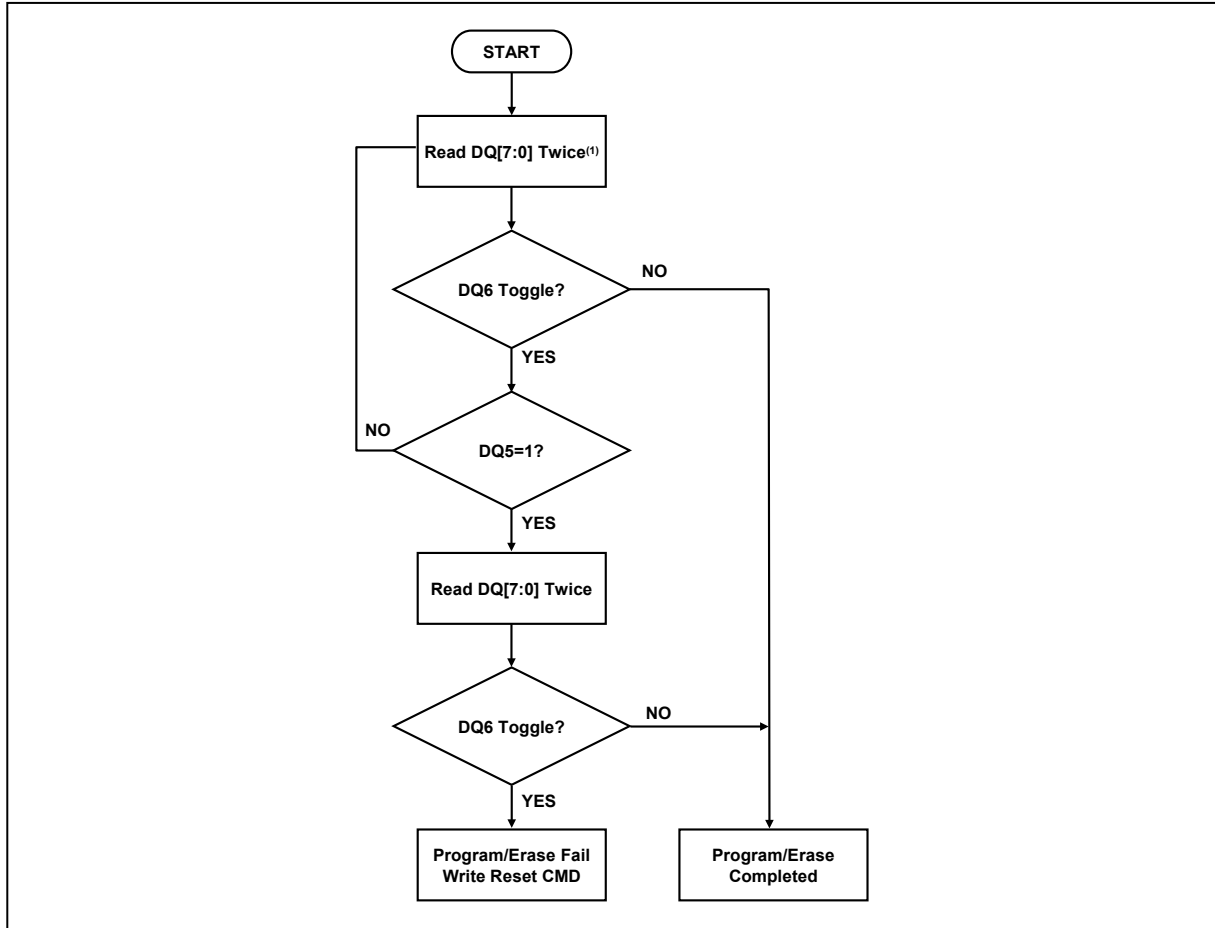 START
Read DQ[7:0] Twice(1)
DQ6 Toggle?
NO
YES
NO
DQ5=1?
YES
Read DQ[7:0] Twice
DQ6 Toggle?
NO
YES
Program/Erase Fail
Write Reset CMD
Program/Erase
Completed